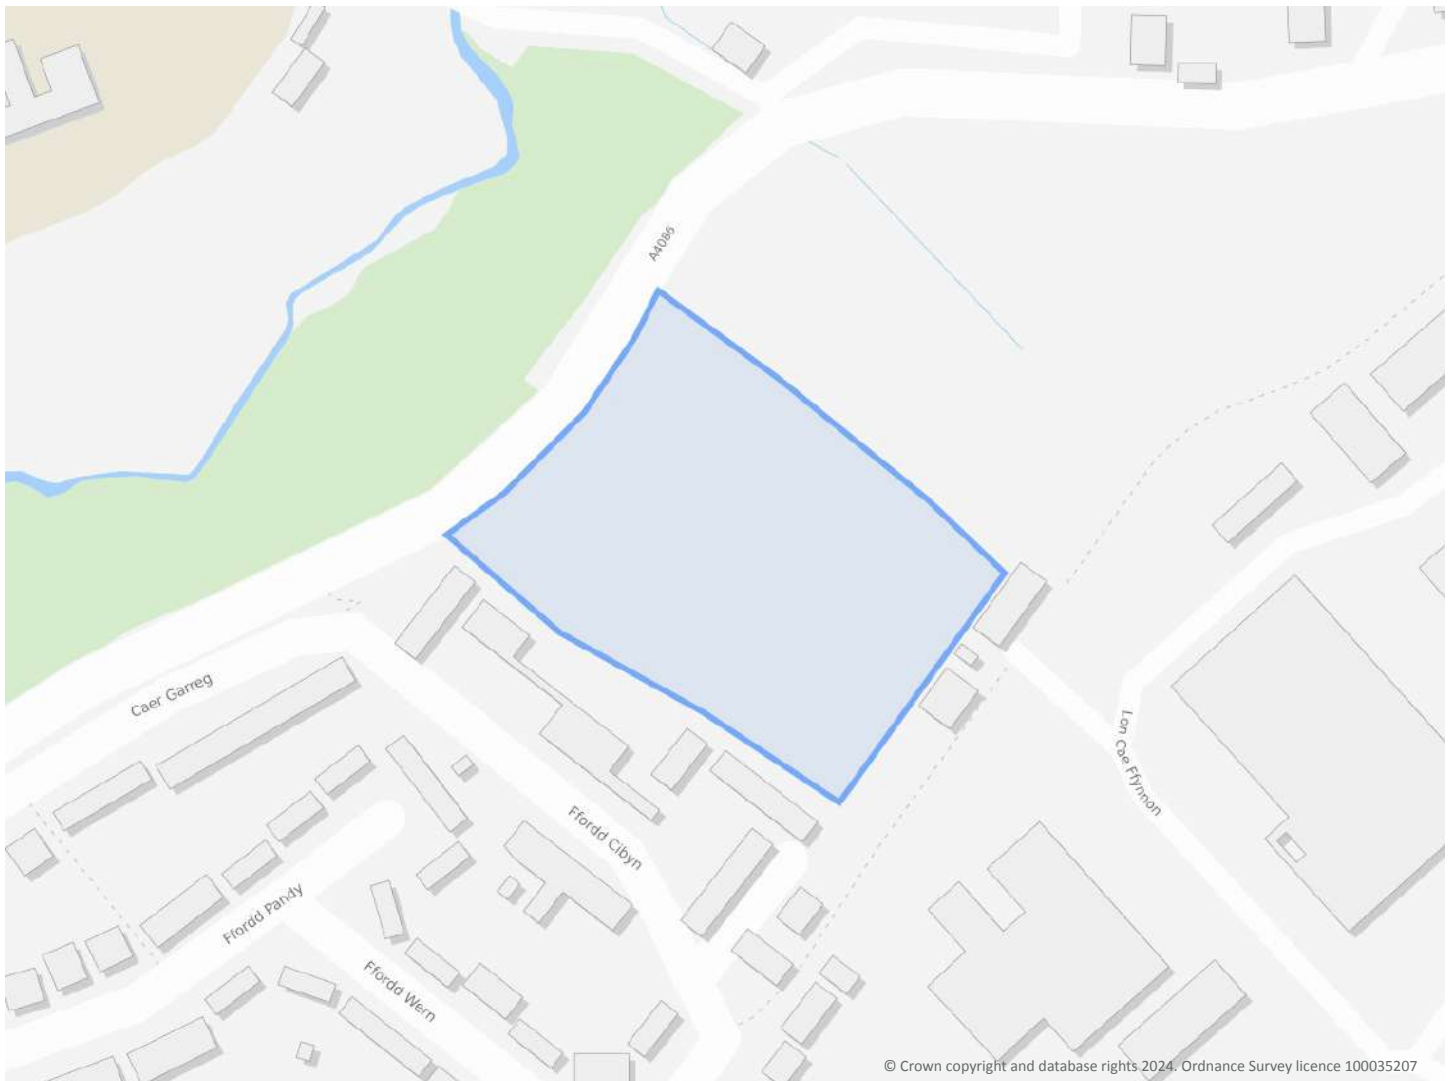 A4086
Caer Garreg
Lon Cae Ffynnon
Ffordd Cibyn
Ffordd Pandy
Ffordd Wern
© Crown copyright and database rights 2024. Ordnance Survey licence 100035207